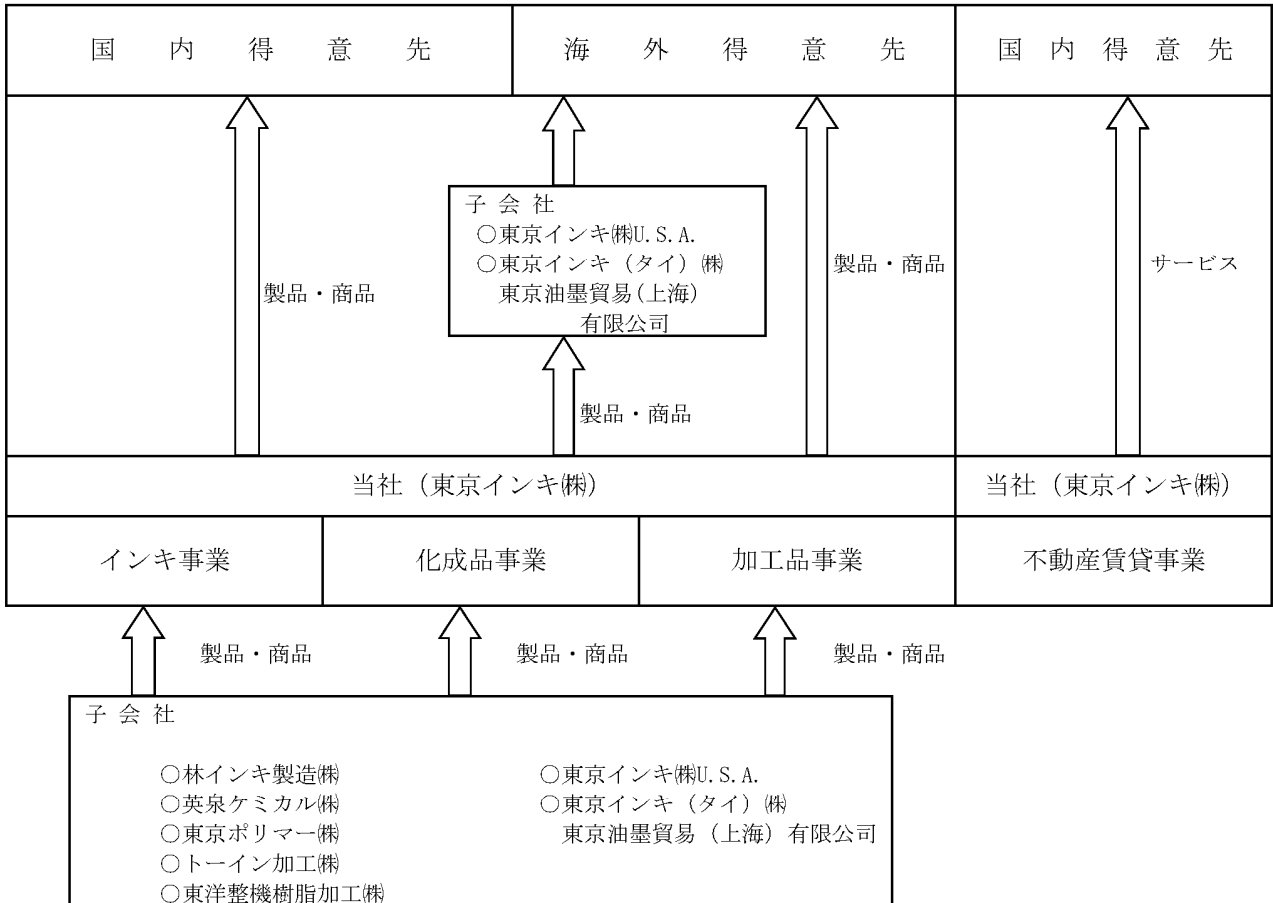 国内得意先
海外得意先
国内得意先
子会社
○東京インキ㈱U.S.A.
○東京インキ（タイ）㈱
東京油墨貿易(上海)
有限公司
製品・商品
製品・商品
サービス
製品・商品
当社（東京インキ㈱）
当社（東京インキ㈱）
インキ事業
化成品事業
加工品事業
不動産賃貸事業
製品・商品
製品・商品
製品・商品
子会社
○林インキ製造㈱
○英泉ケミカル㈱
○東京ポリマー㈱
○トーイン加工㈱
○東洋整機樹脂加工㈱
○東京インキ㈱U.S.A.
○東京インキ（タイ）㈱
東京油墨貿易（上海）有限公司